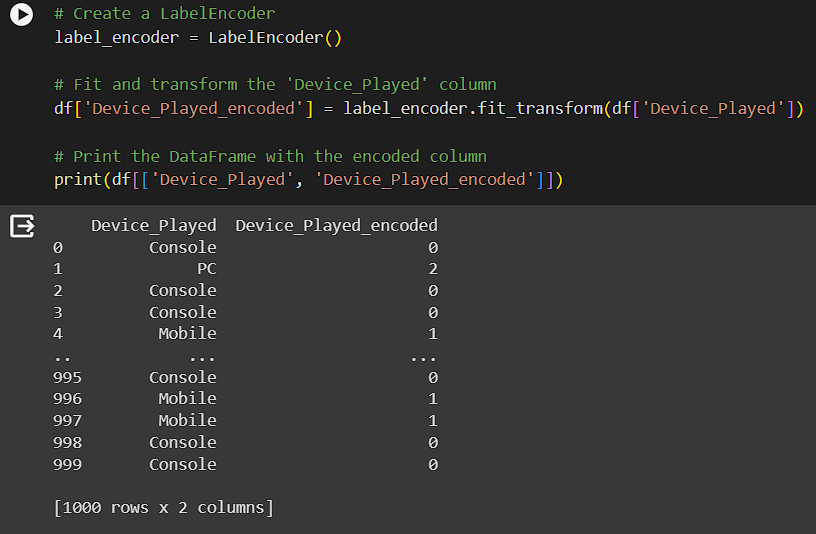 # Create a LabelEncoder
label_encoder = LabelEncoder()
# Fit and transform the 'Device_Played' column
df['Device_Played_encoded'] = label_encoder.fit_transform(df['Device_Played'])
# Print the DataFrame with the encoded column
print(df[['Device_Played', 'Device_Played_encoded']])
Device_Played Device_Played_encoded
0 Console 0
1 PC 2
2 Console 0
3 Console 0
4 Mobile 1
.. ... ...
995 Console 0
996 Mobile 1
997 Mobile 1
998 Console 0
999 Console 0
[1000 rows x 2 columns]